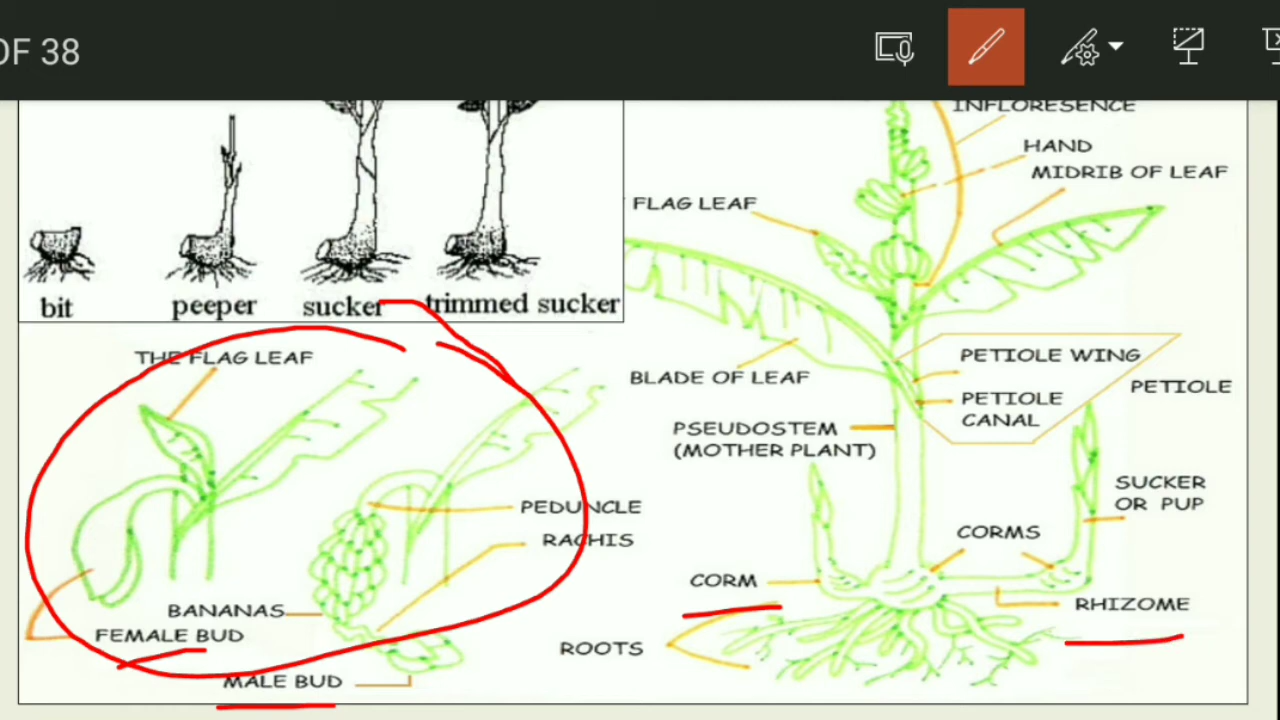 OF 38
bit
peeper
sucker
trimmed sucker
THE FLAG LEAF
PEDUNCLE
RACHIS
BANANAS
FEMALE BUD
MALE BUD
INFLORESENCE
HAND
MIDRIB OF LEAF
FLAG LEAF
BLADE OF LEAF
PETIOLE WING
PETIOLE
CANAL
PETIOLE
PSEUDOSTEM
(MOTHER PLANT)
SUCKER
OR PUP
CORMS
CORM
RHIZOME
ROOTS